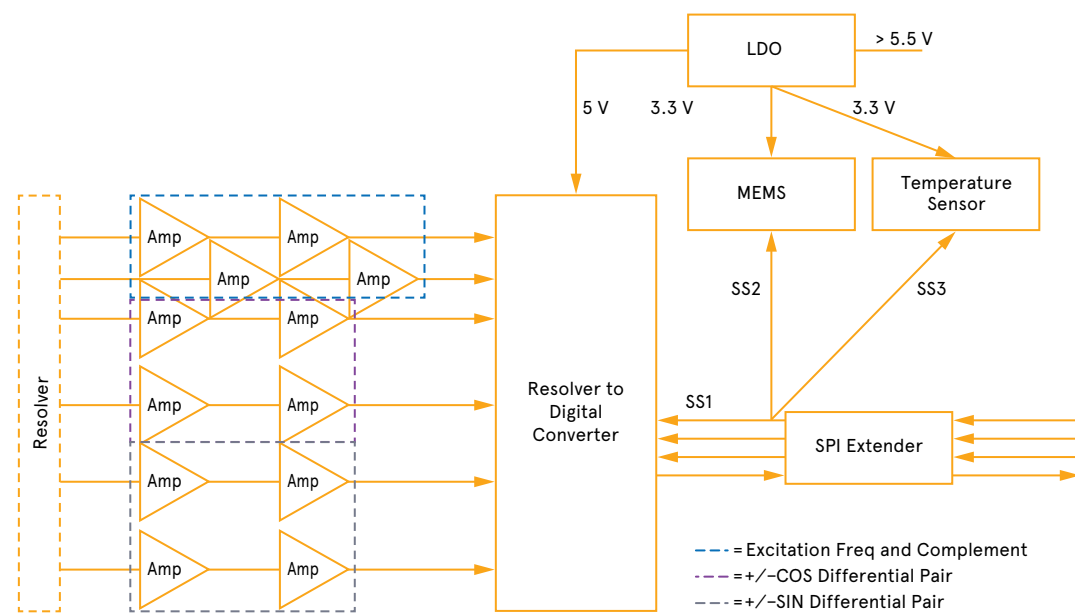 LDO
> 5.5 V
5 V
3.3 V
3.3 V
MEMS
Temperature
Sensor
Resolver
Amp
Amp
Amp
Amp
Amp
Amp
Amp
Amp
Amp
Amp
Amp
Amp
Resolver to
Digital
Converter
SS2
SS3
SS1
SPI Extender
= Excitation Freq and Complement
=+/−COS Differential Pair
=+/−SIN Differential Pair